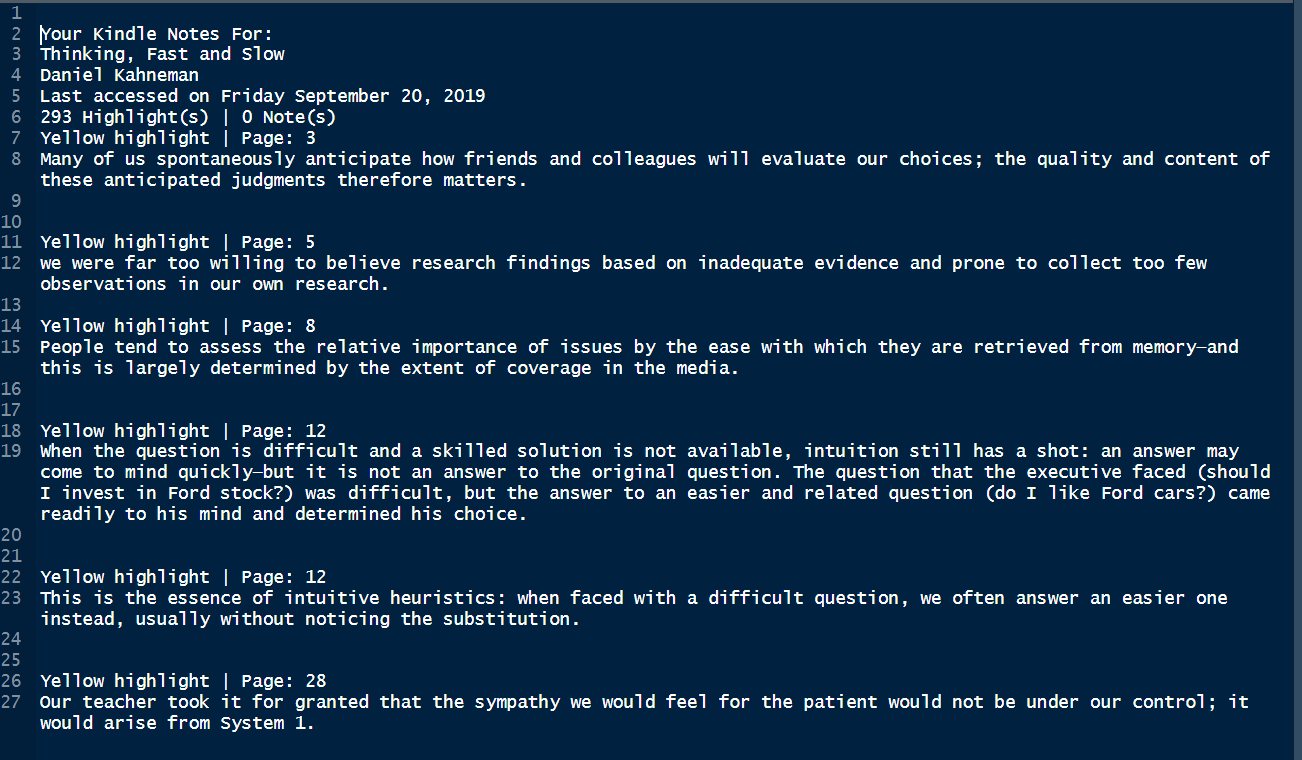 1
2 Your Kindle Notes For:
3 Thinking, Fast and Slow
4 Daniel Kahneman
5 Last accessed on Friday September 20, 2019
6 293 Highlight(s) | 0 Note(s)
7 Yellow highlight | Page: 3
8 Many of us spontaneously anticipate how friends and colleagues will evaluate our choices; the quality and content of
these anticipated judgments therefore matters.
9
10
11 Yellow highlight | Page: 5
12 we were far too willing to believe research findings based on inadequate evidence and prone to collect too few
observations in our own research.
13
14 Yellow highlight | Page: 8
15 People tend to assess the relative importance of issues by the ease with which they are retrieved from memory—and
this is largely determined by the extent of coverage in the media.
16
17
18 Yellow highlight | Page: 12
19 When the question is difficult and a skilled solution is not available, intuition still has a shot: an answer may
come to mind quickly—but it is not an answer to the original question. The question that the executive faced (should
I invest in Ford stock?) was difficult, but the answer to an easier and related question (do I like Ford cars?) came
readily to his mind and determined his choice.
20
21
22 Yellow highlight | Page: 12
23 This is the essence of intuitive heuristics: when faced with a difficult question, we often answer an easier one
instead, usually without noticing the substitution.
24
25
26 Yellow highlight | Page: 28
27 Our teacher took it for granted that the sympathy we would feel for the patient would not be under our control; it
would arise from System 1.